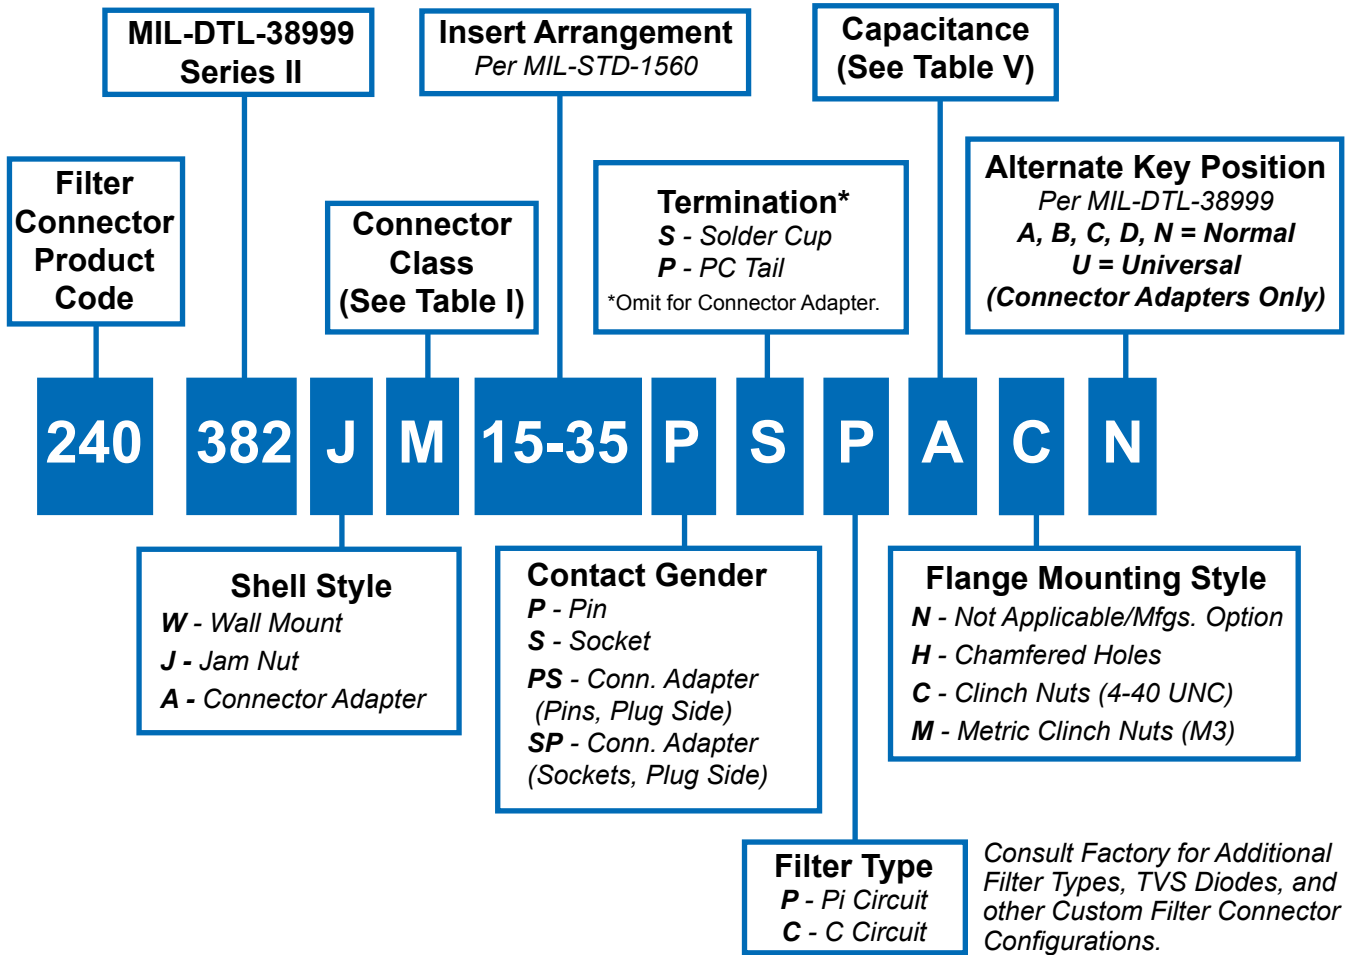 MIL-DTL-38999
Series II
Insert Arrangement
Per MIL-STD-1560
Capacitance
(See Table V)
Filter
Connector
Product
Code
Connector
Class
(See Table I)
Termination*
S - Solder Cup
P - PC Tail
*Omit for Connector Adapter.
Alternate Key Position
Per MIL-DTL-38999
A, B, C, D, N = Normal
U = Universal
(Connector Adapters Only)
240 382 J M 15-35 P S P A C N
Shell Style
W - Wall Mount
J - Jam Nut
A - Connector Adapter
Contact Gender
P - Pin
S - Socket
PS - Conn. Adapter
(Pins, Plug Side)
SP - Conn. Adapter
(Sockets, Plug Side)
Flange Mounting Style
N - Not Applicable/Mfgs. Option
H - Chamfered Holes
C - Clinch Nuts (4-40 UNC)
M - Metric Clinch Nuts (M3)
Filter Type
P - Pi Circuit
C - C Circuit
Consult Factory for Additional
Filter Types, TVS Diodes, and
other Custom Filter Connector
Configurations.